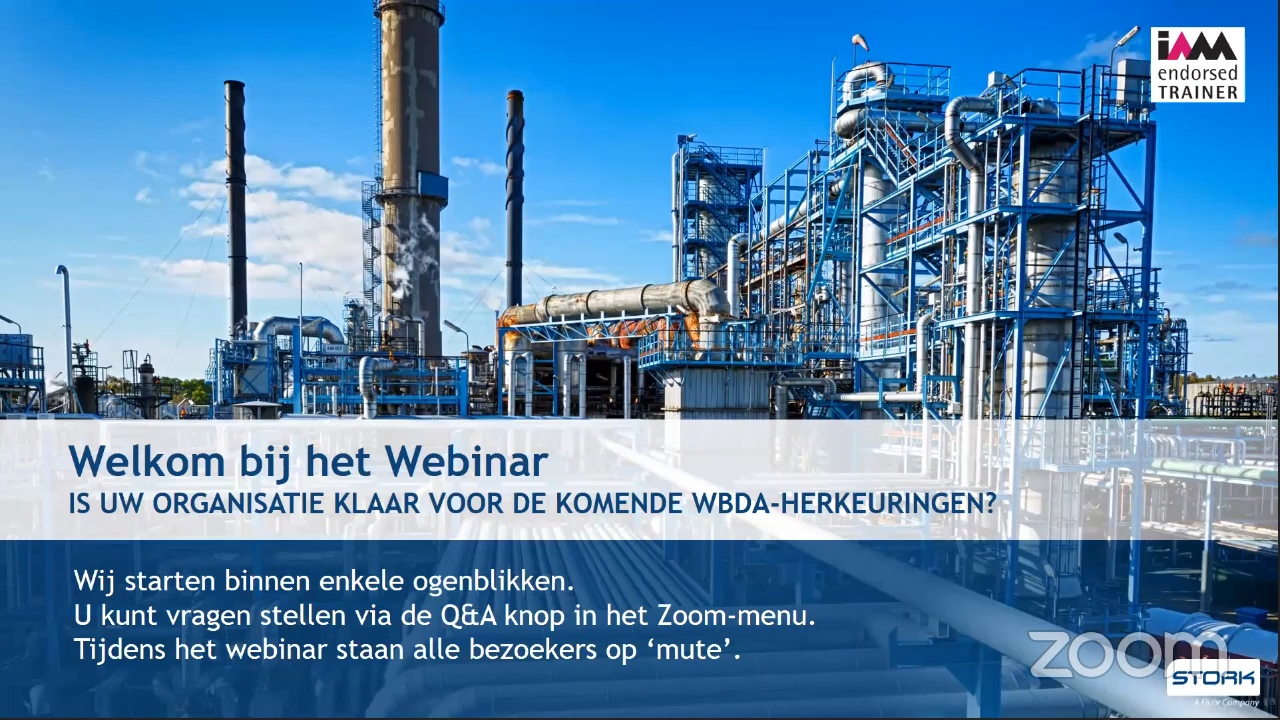 iAM
endorsed
TRAINER
Welkom bij het Webinar
IS UW ORGANISATIE KLAAR VOOR DE KOMENDE WBDA-HERKEURINGEN?
Wij starten binnen enkele ogenblikken.
U kunt vragen stellen via de Q&A knop in het Zoom-menu.
Tijdens het webinar staan alle bezoekers op ‘mute’.
zoom
STORK
A Fluor Company